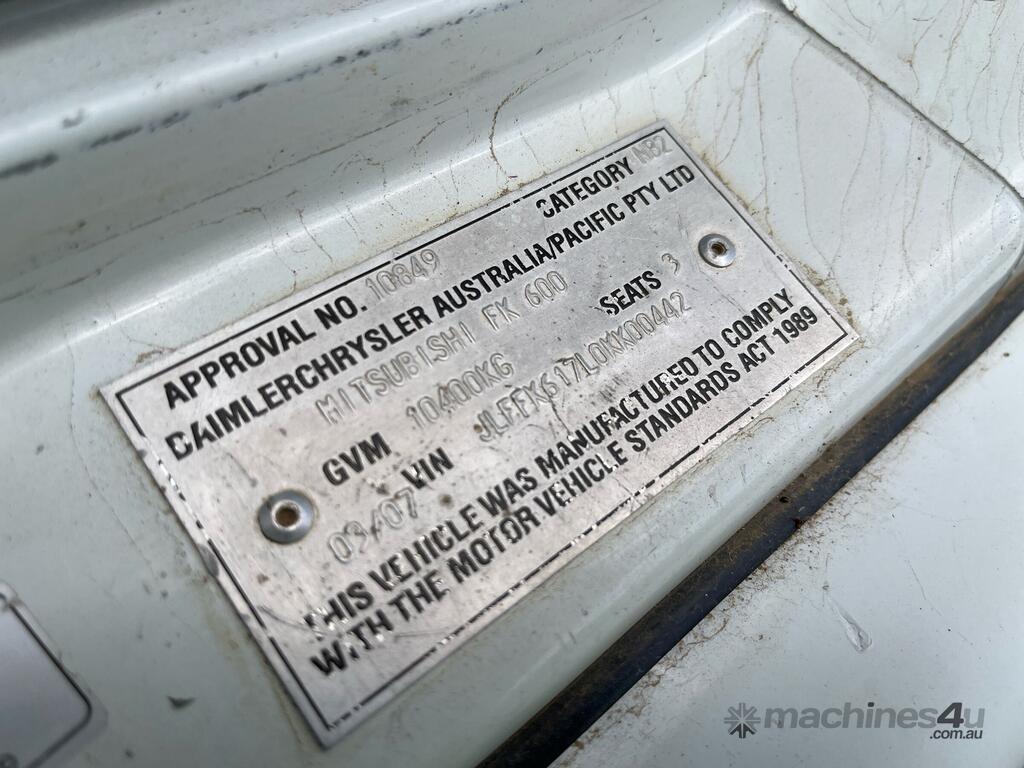 APPROVAL NO. 10849 CATEGORY NB2
DAIMLERCHRYSLER AUSTRALIA/PACIFIC PTY LTD
MITSUBISHI FK 600
GVM 10400KG SEATS 3
03/07 VIN JLFFK617L0KK00442
THIS VEHICLE WAS MANUFACTURED TO COMPLY
WITH THE MOTOR VEHICLE STANDARDS ACT 1989
machines4u
.com.au